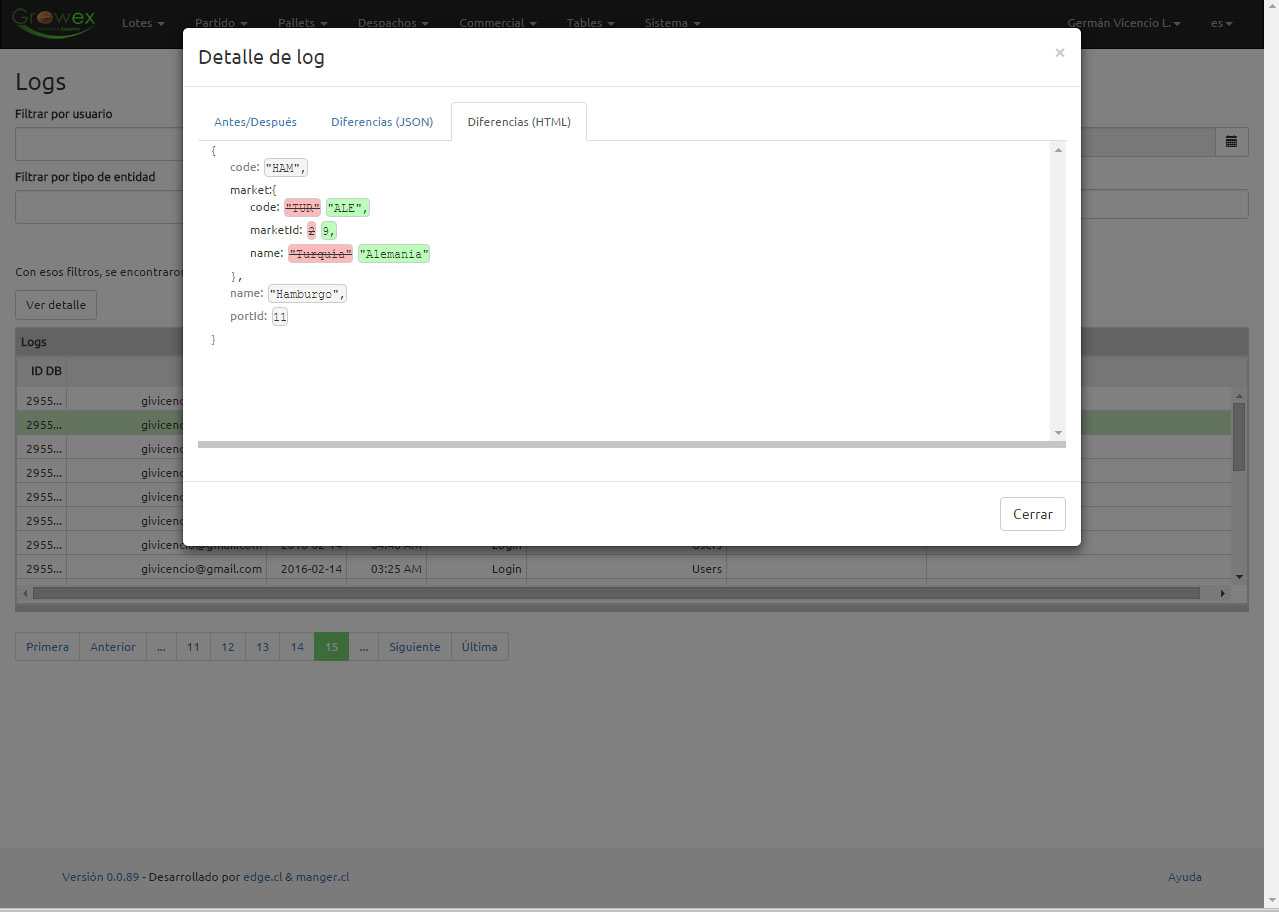 Growex
Lotes Partido Pallets Despachos Commercial Tables Sistema Germán Vicencio L. es
Detalle de log ×
Logs
Filtrar por usuario
Antes/Después Diferencias (JSON) Diferencias (HTML)
{
code: "HAM",
Filtrar por tipo de entidad
market:{
code: "TUR" "ALE",
marketId: 2 9,
name: "Turquia" "Alemania"
Con esos filtros, se encontraron
},
name: "Hamburgo",
Ver detalle
portId: 11
}
Logs
ID DB
2955... givicenc
2955... givicenc
2955... givicenc
2955... givicenc
2955... givicenc
2955... givicenc
Cerrar
2955... givicencio@gmail.com 2016-02-14 04:46 AM Login Users
2955... givicencio@gmail.com 2016-02-14 03:25 AM Login Users
Primera Anterior ... 11 12 13 14 15 ... Siguiente Última
Versión 0.0.89 - Desarrollado por edge.cl & manger.cl Ayuda